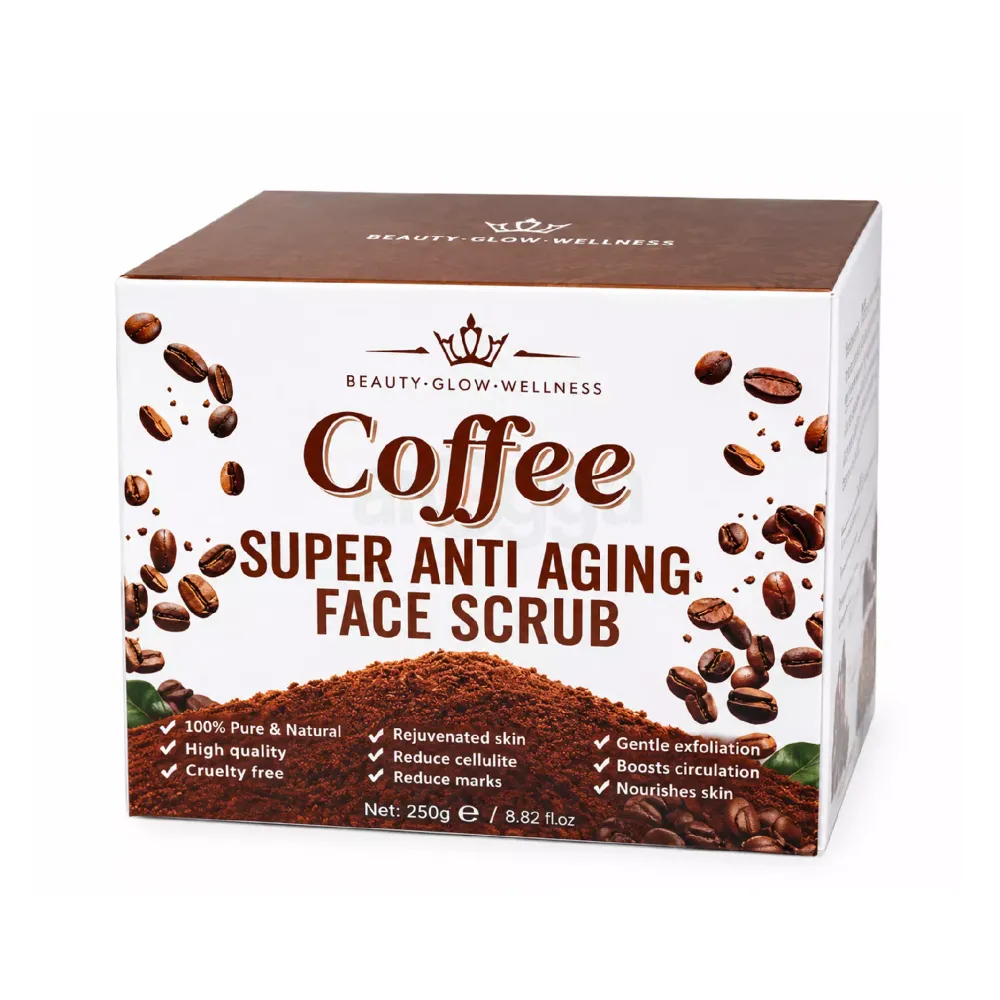 BEAUTY·GLOW·WELLNESS
BEAUTY·GLOW·WELLNESS
Coffee
SUPER ANTI AGING
FACE SCRUB
✓ 100% Pure & Natural
✓ High quality
✓ Cruelty free
✓ Rejuvenated skin
✓ Reduce cellulite
✓ Reduce marks
✓ Gentle exfoliation
✓ Boosts circulation
✓ Nourishes skin
Net: 250g ℮ / 8.82 fl.oz